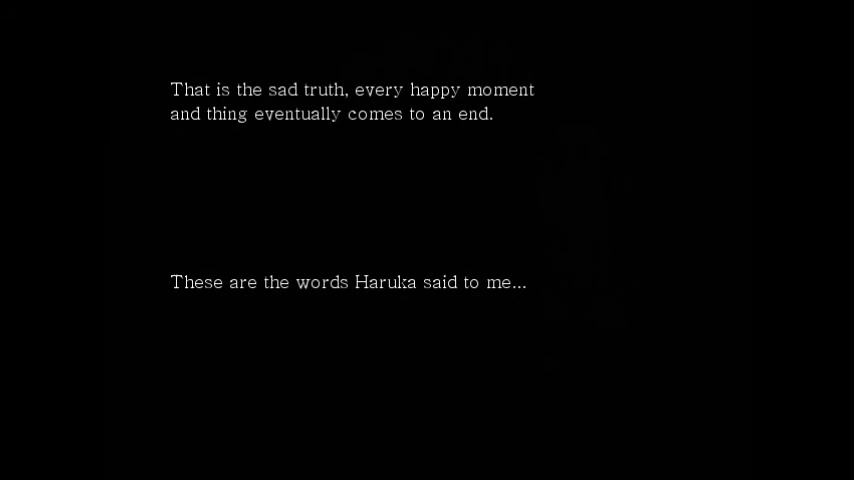 That is the sad truth, every happy moment
and thing eventually comes to an end.
These are the words Haruka said to me...